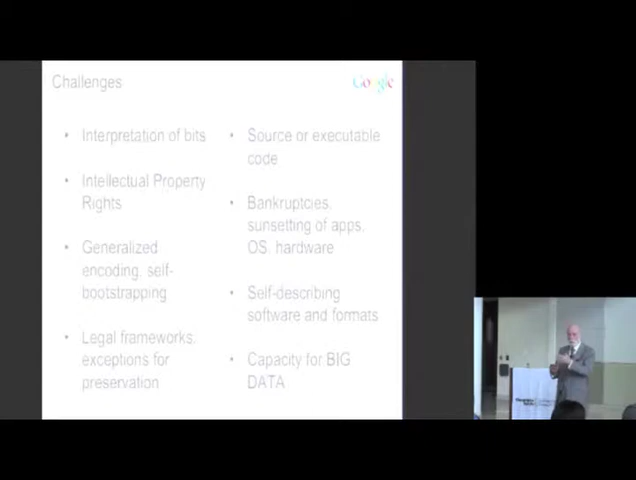 Challenges
Google
• Interpretation of bits
• Intellectual Property
Rights
• Generalized
encoding, self-
bootstrapping
• Legal frameworks,
exceptions for
preservation
• Source or executable
code
• Bankruptcies,
sunsetting of apps,
OS, hardware
• Self-describing
software and formats
• Capacity for BIG
DATA